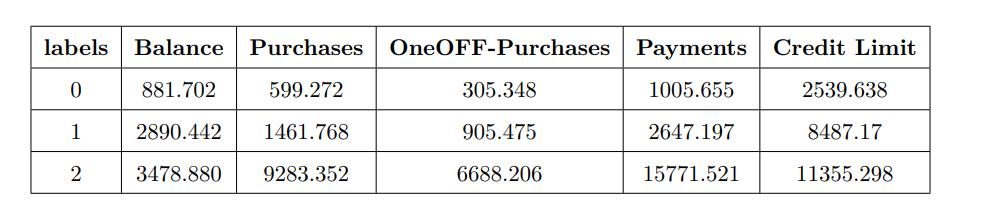 labels Balance Purchases OneOFF-Purchases Payments Credit Limit
0 881.702 599.272 305.348 1005.655 2539.638
1 2890.442 1461.768 905.475 2647.197 8487.17
2 3478.880 9283.352 6688.206 15771.521 11355.298